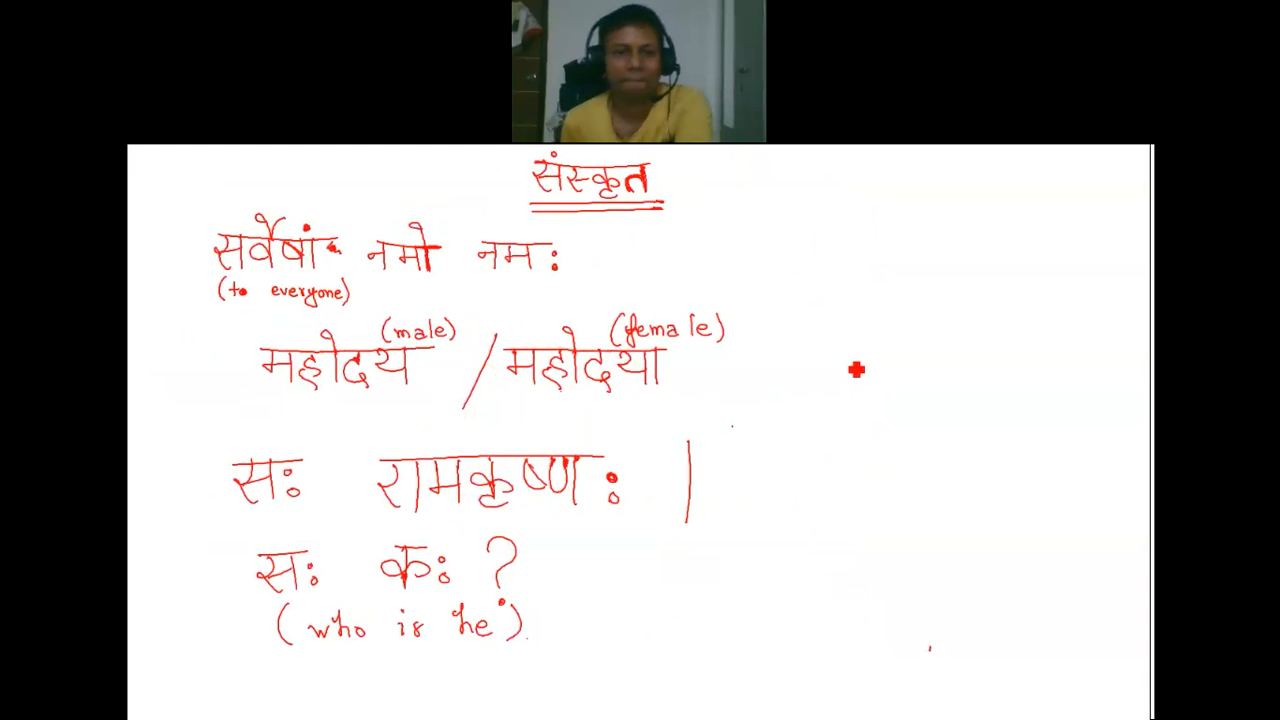 संस्कृत
सर्वेषां नमो नमः
(to everyone)
(male) (female)
महोदय / महोदया
सः रामकृष्णः |
सः कः ?
(who is he)